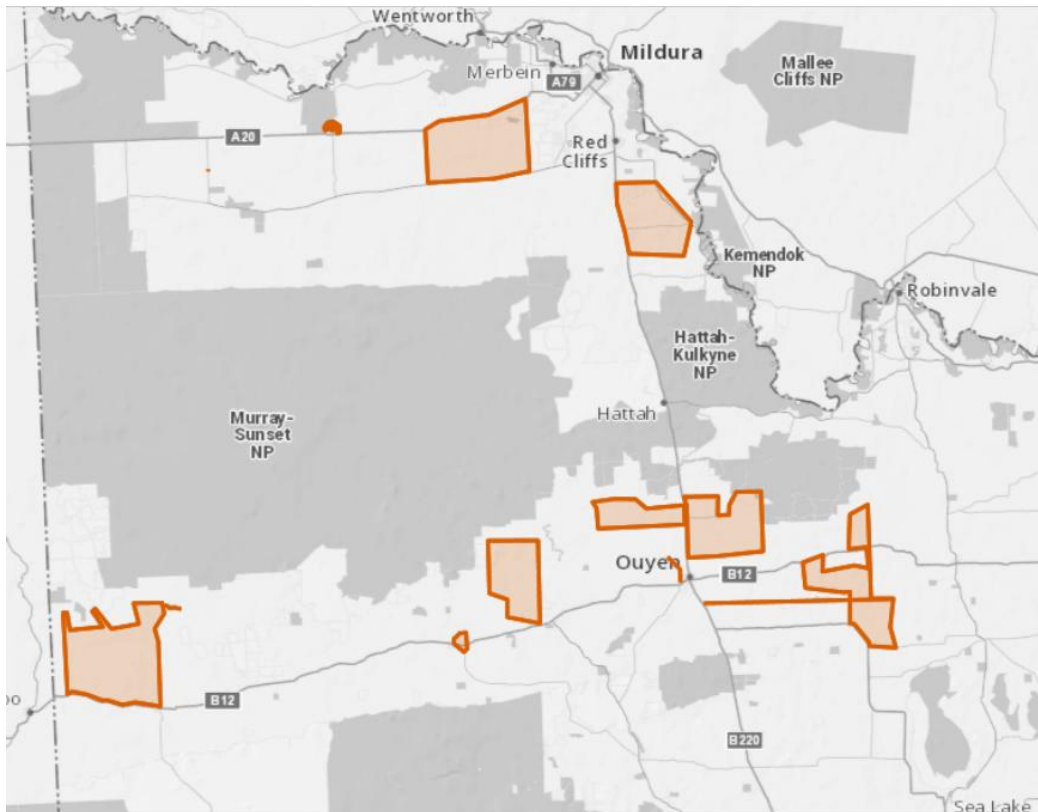 Wentworth
Mildura
Merbein
A79
Mallee
Cliffs NP
A20
Red
Cliffs
Kemendok
NP
Robinvale
Hattah-
Kulkyne
NP
Hattah
Murray-
Sunset
NP
Ouyen
B12
B12
oo
B220
Sea Lake